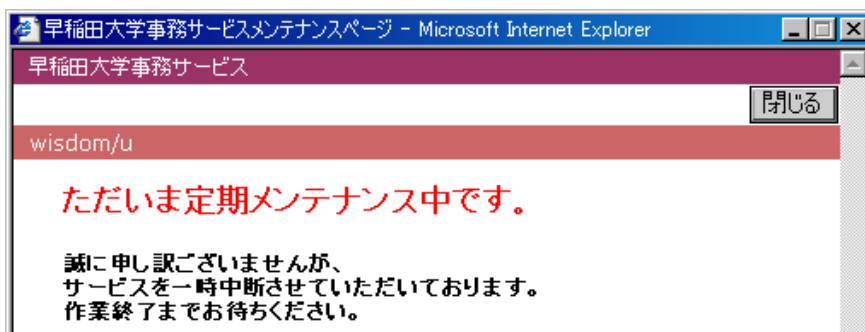 早稲田大学事務サービスメンテナンスページ - Microsoft Internet Explorer
早稲田大学事務サービス
閉じる
wisdom/u
ただいま定期メンテナンス中です。
誠に申し訳ございませんが、
サービスを一時中断させていただいております。
作業終了までお待ちください。